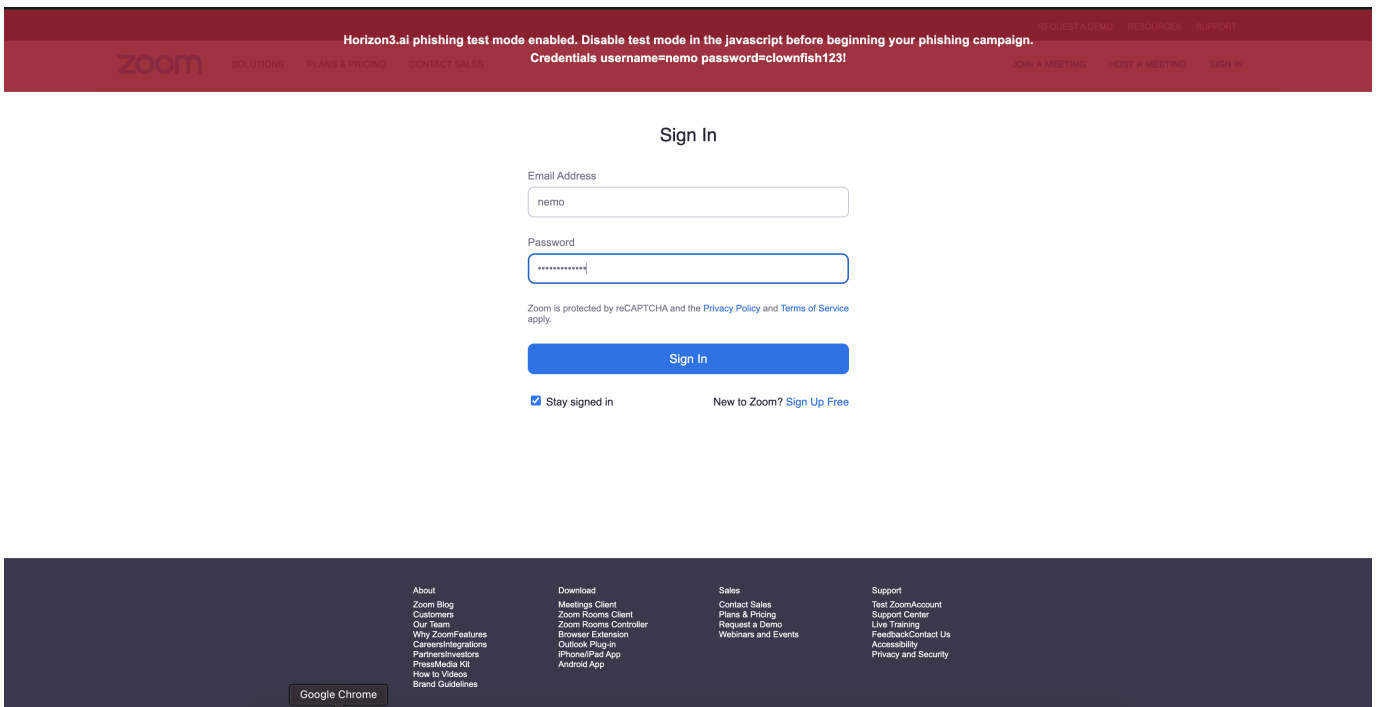 REQUEST A DEMO RESOURCES SUPPORT
Horizon3.ai phishing test mode enabled. Disable test mode in the javascript before beginning your phishing campaign.
Credentials username=nemo password=clownfish123!
zoom SOLUTIONS PLANS & PRICING CONTACT SALES JOIN A MEETING HOST A MEETING SIGN IN
Sign In
Email Address
nemo
Password
•••••••••••••
Zoom is protected by reCAPTCHA and the Privacy Policy and Terms of Service
apply.
Sign In
Stay signed in New to Zoom? Sign Up Free
About
Zoom Blog
Customers
Our Team
Why ZoomFeatures
CareersIntegrations
PartnersInvestors
PressMedia Kit
How to Videos
Brand Guidelines
Download
Meetings Client
Zoom Rooms Client
Zoom Rooms Controller
Browser Extension
Outlook Plug-in
iPhone/iPad App
Android App
Sales
Contact Sales
Plans & Pricing
Request a Demo
Webinars and Events
Support
Test ZoomAccount
Support Center
Live Training
FeedbackContact Us
Accessibility
Privacy and Security
Google Chrome